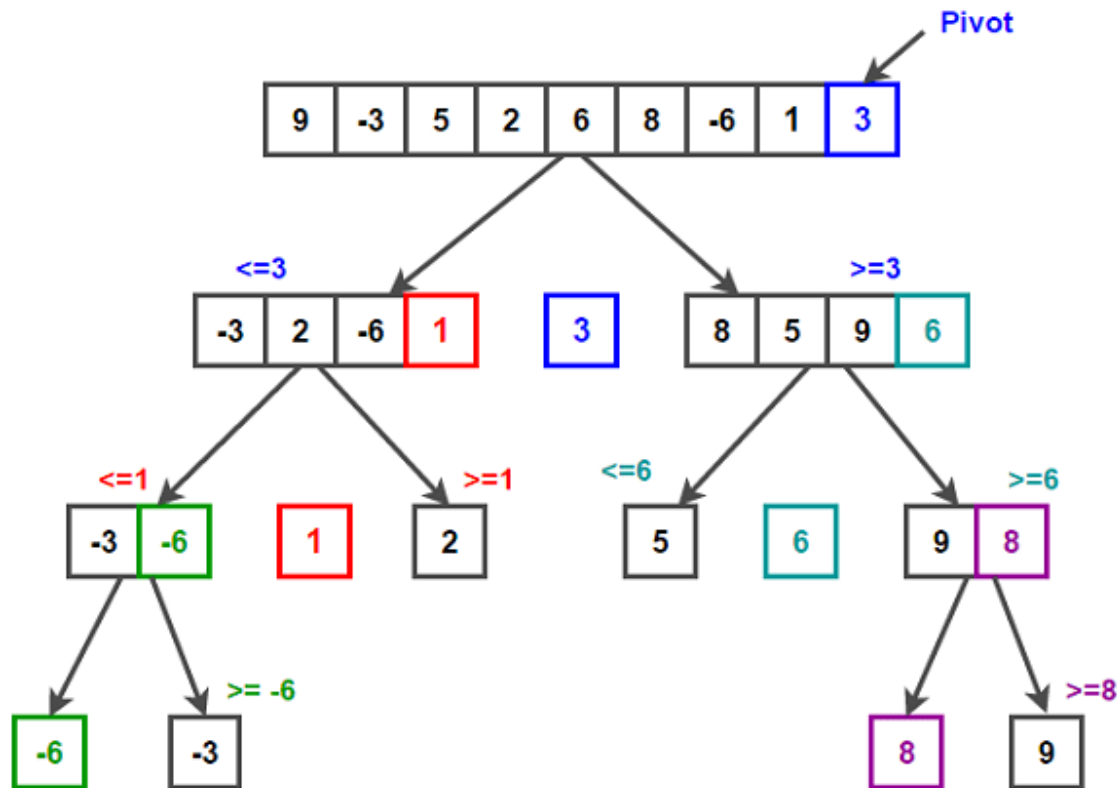 Pivot
9 -3 5 2 6 8 -6 1 3
<=3 >=3
-3 2 -6 1 3 8 5 9 6
<=1 >=1 <=6 >=6
-3 -6 1 2 5 6 9 8
>= -6 >=8
-6 -3 8 9